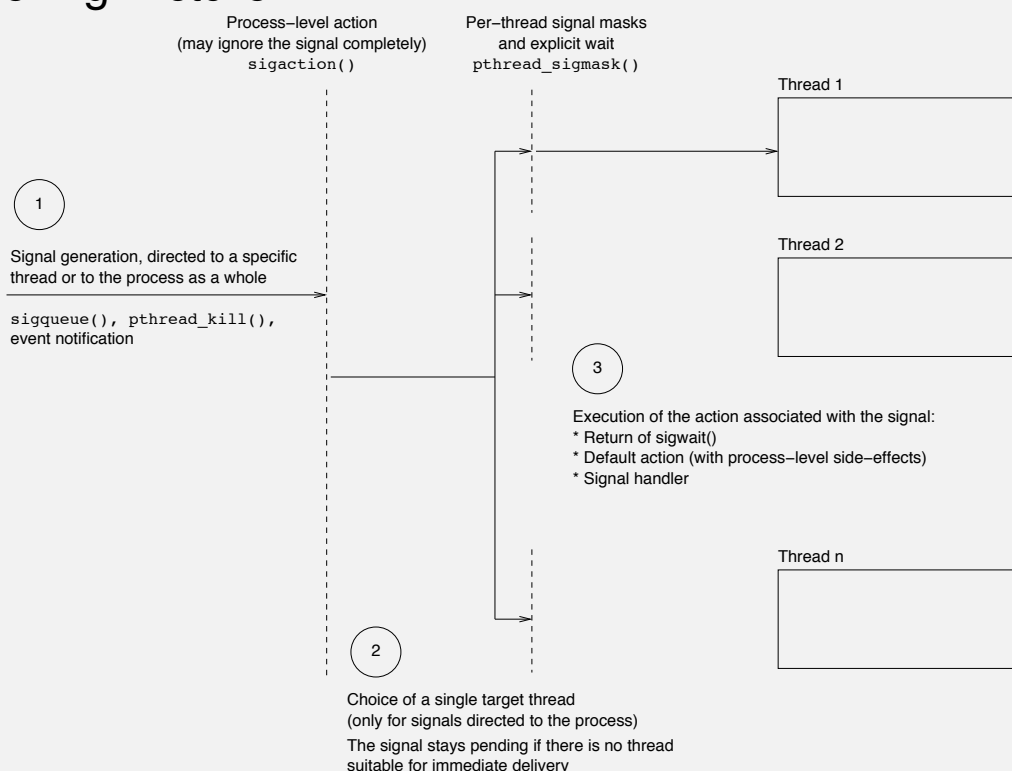 Process−level action
(may ignore the signal completely)
sigaction()
Per−thread signal masks
and explicit wait
pthread_sigmask()
Thread 1
1
Signal generation, directed to a specific
thread or to the process as a whole
sigqueue(), pthread_kill(),
event notification
Thread 2
3
Execution of the action associated with the signal:
* Return of sigwait()
* Default action (with process−level side−effects)
* Signal handler
Thread n
2
Choice of a single target thread
(only for signals directed to the process)
The signal stays pending if there is no thread
suitable for immediate delivery